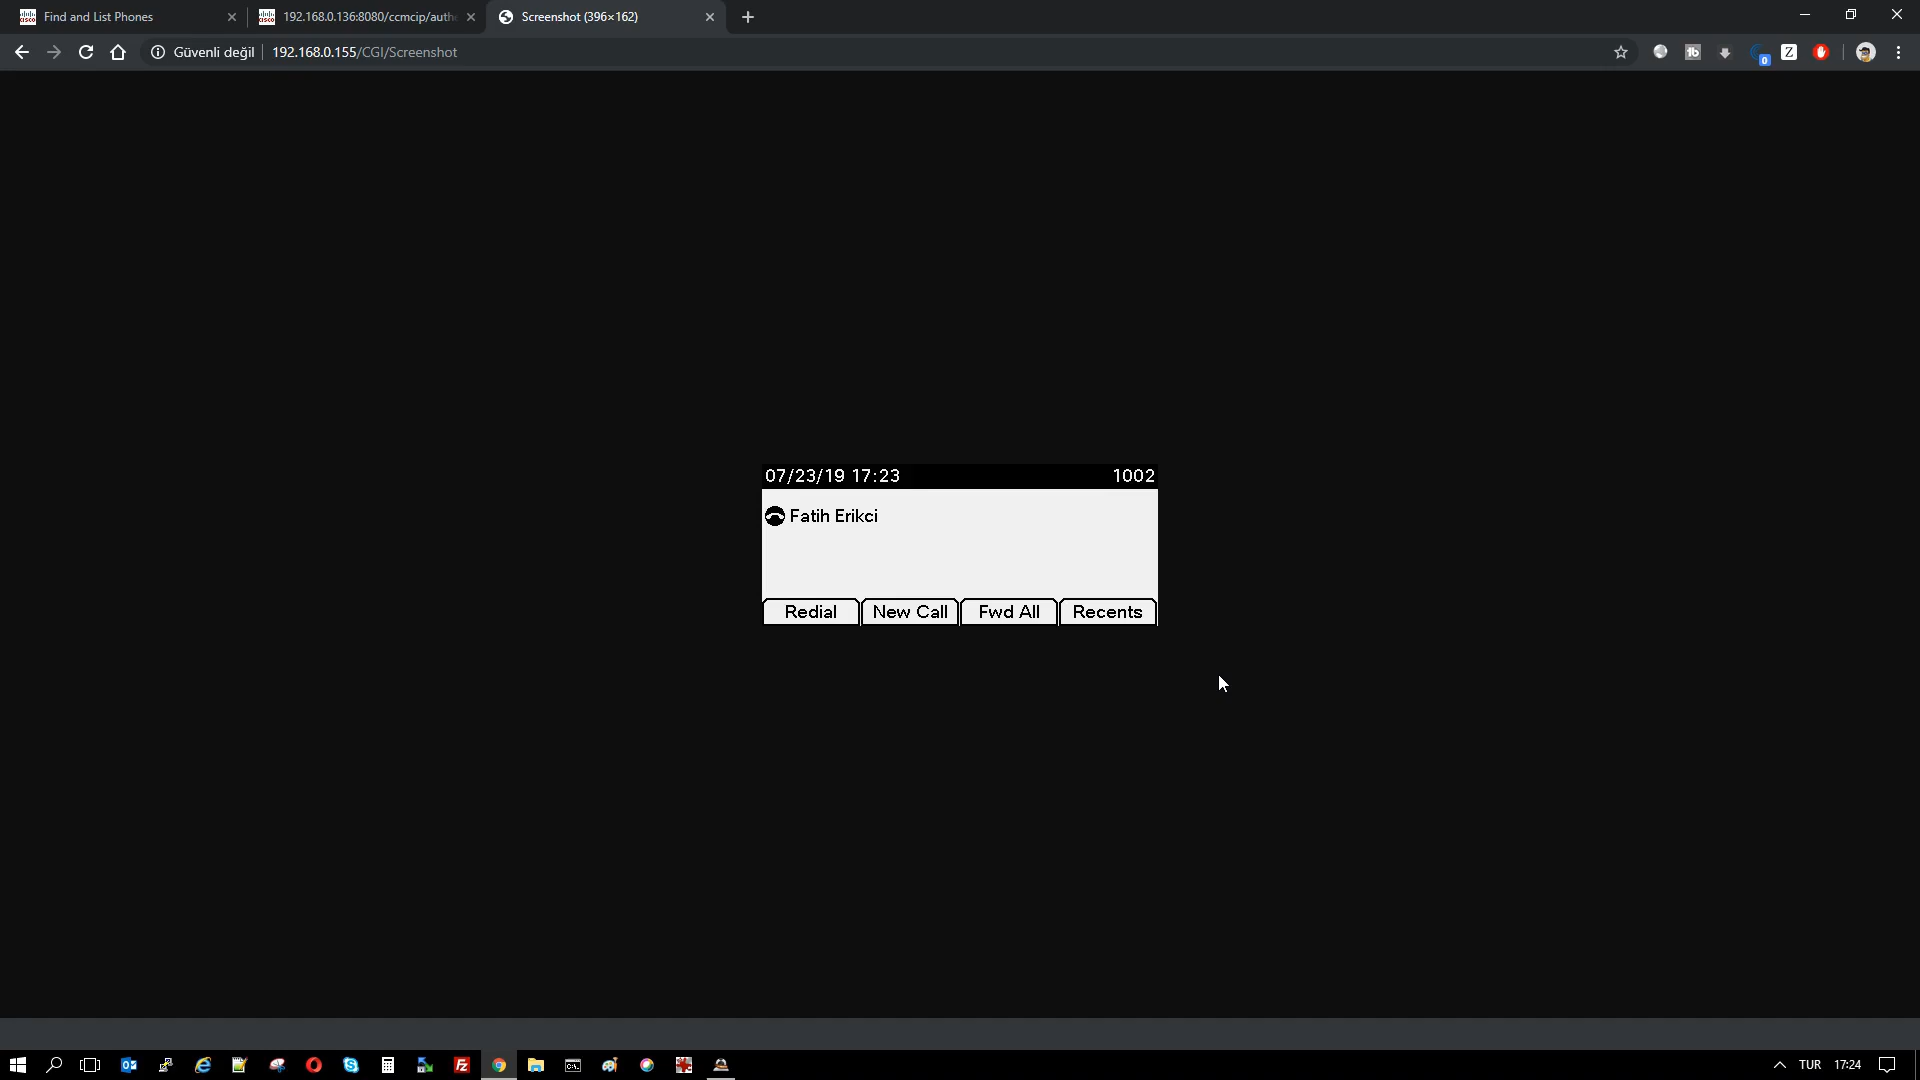 Find and List Phones
192.168.0.136:8080/ccmcip/authe
Screenshot (396×162)
Güvenli değil
192.168.0.155/CGI/Screenshot
0
07/23/19 17:23
1002
Fatih Erikci
Redial
New Call
Fwd All
Recents
TUR
17:24